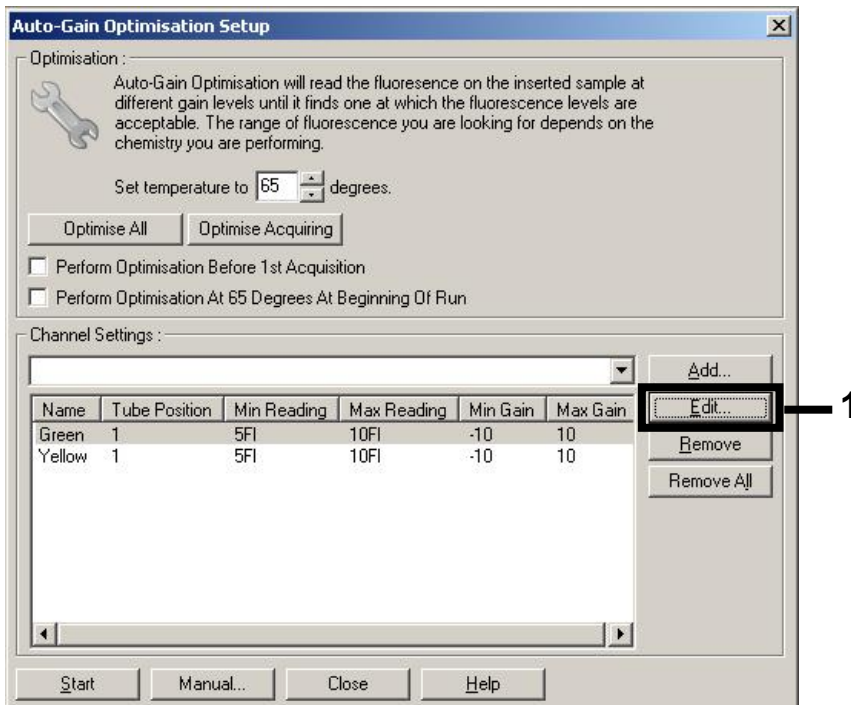 Auto-Gain Optimisation Setup
Optimisation :
Auto-Gain Optimisation will read the fluoresence on the inserted sample at
different gain levels until it finds one at which the fluorescence levels are
acceptable. The range of fluorescence you are looking for depends on the
chemistry you are performing.
Set temperature to 65 degrees.
Optimise All Optimise Acquiring
Perform Optimisation Before 1st Acquisition
Perform Optimisation At 65 Degrees At Beginning Of Run
Channel Settings :
Add...
Name Tube Position Min Reading Max Reading Min Gain Max Gain Edit... 1
Green 1 5Fl 10Fl -10 10
Remove
Yellow 1 5Fl 10Fl -10 10
Remove All
Start Manual... Close Help